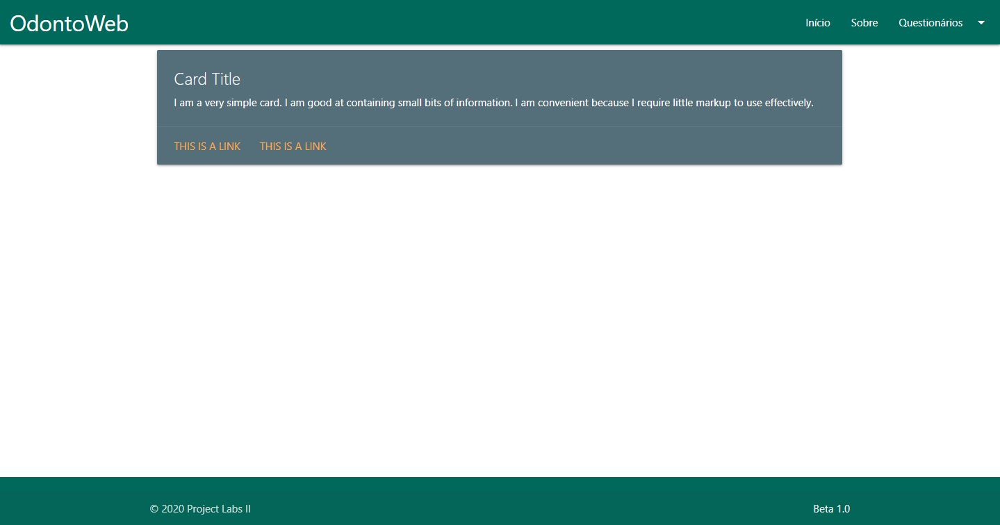 OdontoWeb
Início Sobre Questionários
Card Title
I am a very simple card. I am good at containing small bits of information. I am convenient because I require little markup to use effectively.
THIS IS A LINK THIS IS A LINK
© 2020 Project Labs II
Beta 1.0